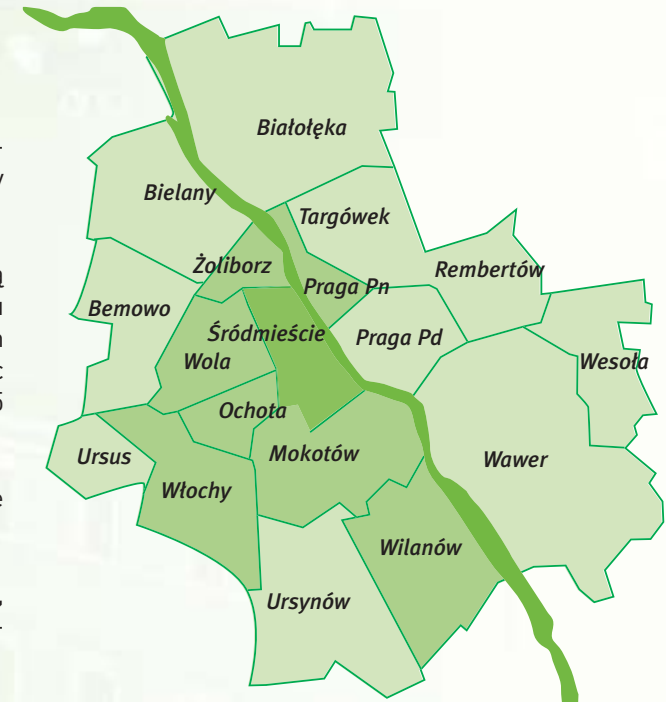 Białołęka
Bielany
Targówek
Żoliborz
Rembertów
Praga Pn
Bemowo
Śródmieście
Praga Pd
Wola
Wesoła
Ochota
Ursus
Mokotów
Wawer
Włochy
Wilanów
Ursynów